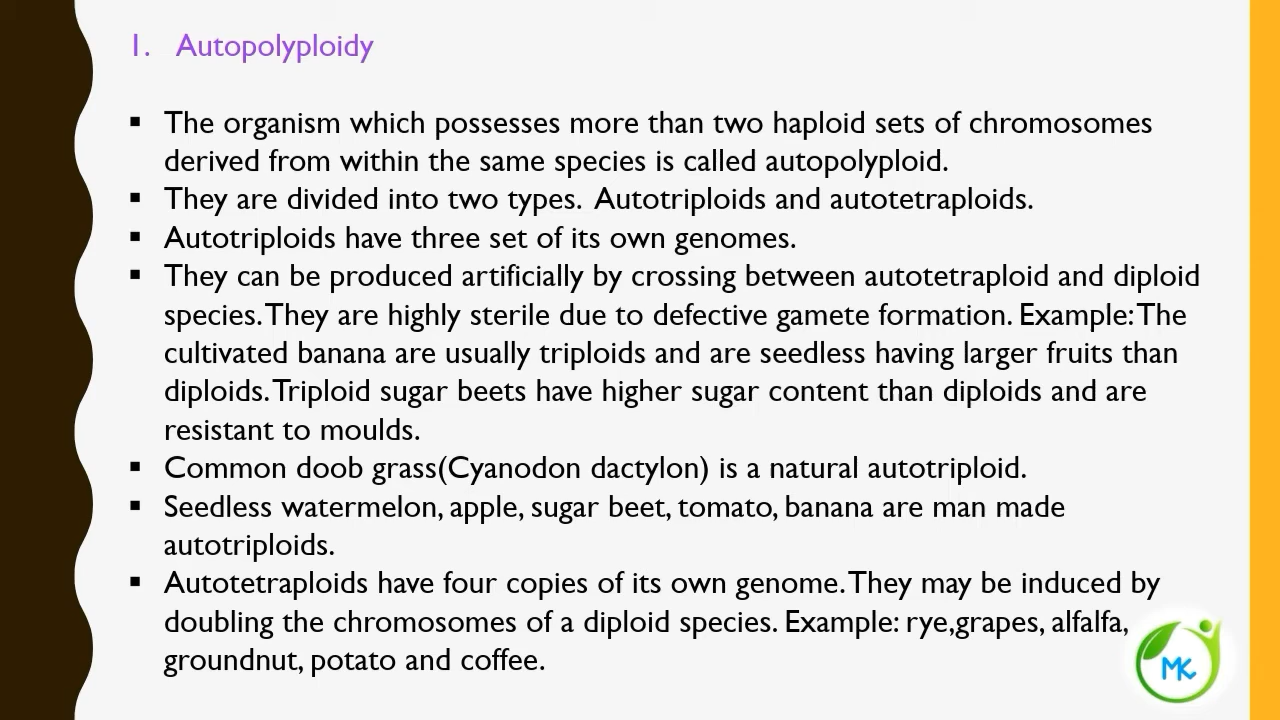 1. Autopolyploidy
▪ The organism which possesses more than two haploid sets of chromosomes
derived from within the same species is called autopolyploid.
▪ They are divided into two types. Autotriploids and autotetraploids.
▪ Autotriploids have three set of its own genomes.
▪ They can be produced artificially by crossing between autotetraploid and diploid
species.They are highly sterile due to defective gamete formation. Example:The
cultivated banana are usually triploids and are seedless having larger fruits than
diploids.Triploid sugar beets have higher sugar content than diploids and are
resistant to moulds.
▪ Common doob grass(Cyanodon dactylon) is a natural autotriploid.
▪ Seedless watermelon, apple, sugar beet, tomato, banana are man made
autotriploids.
▪ Autotetraploids have four copies of its own genome.They may be induced by
doubling the chromosomes of a diploid species. Example: rye,grapes, alfalfa,
groundnut, potato and coffee.
MK